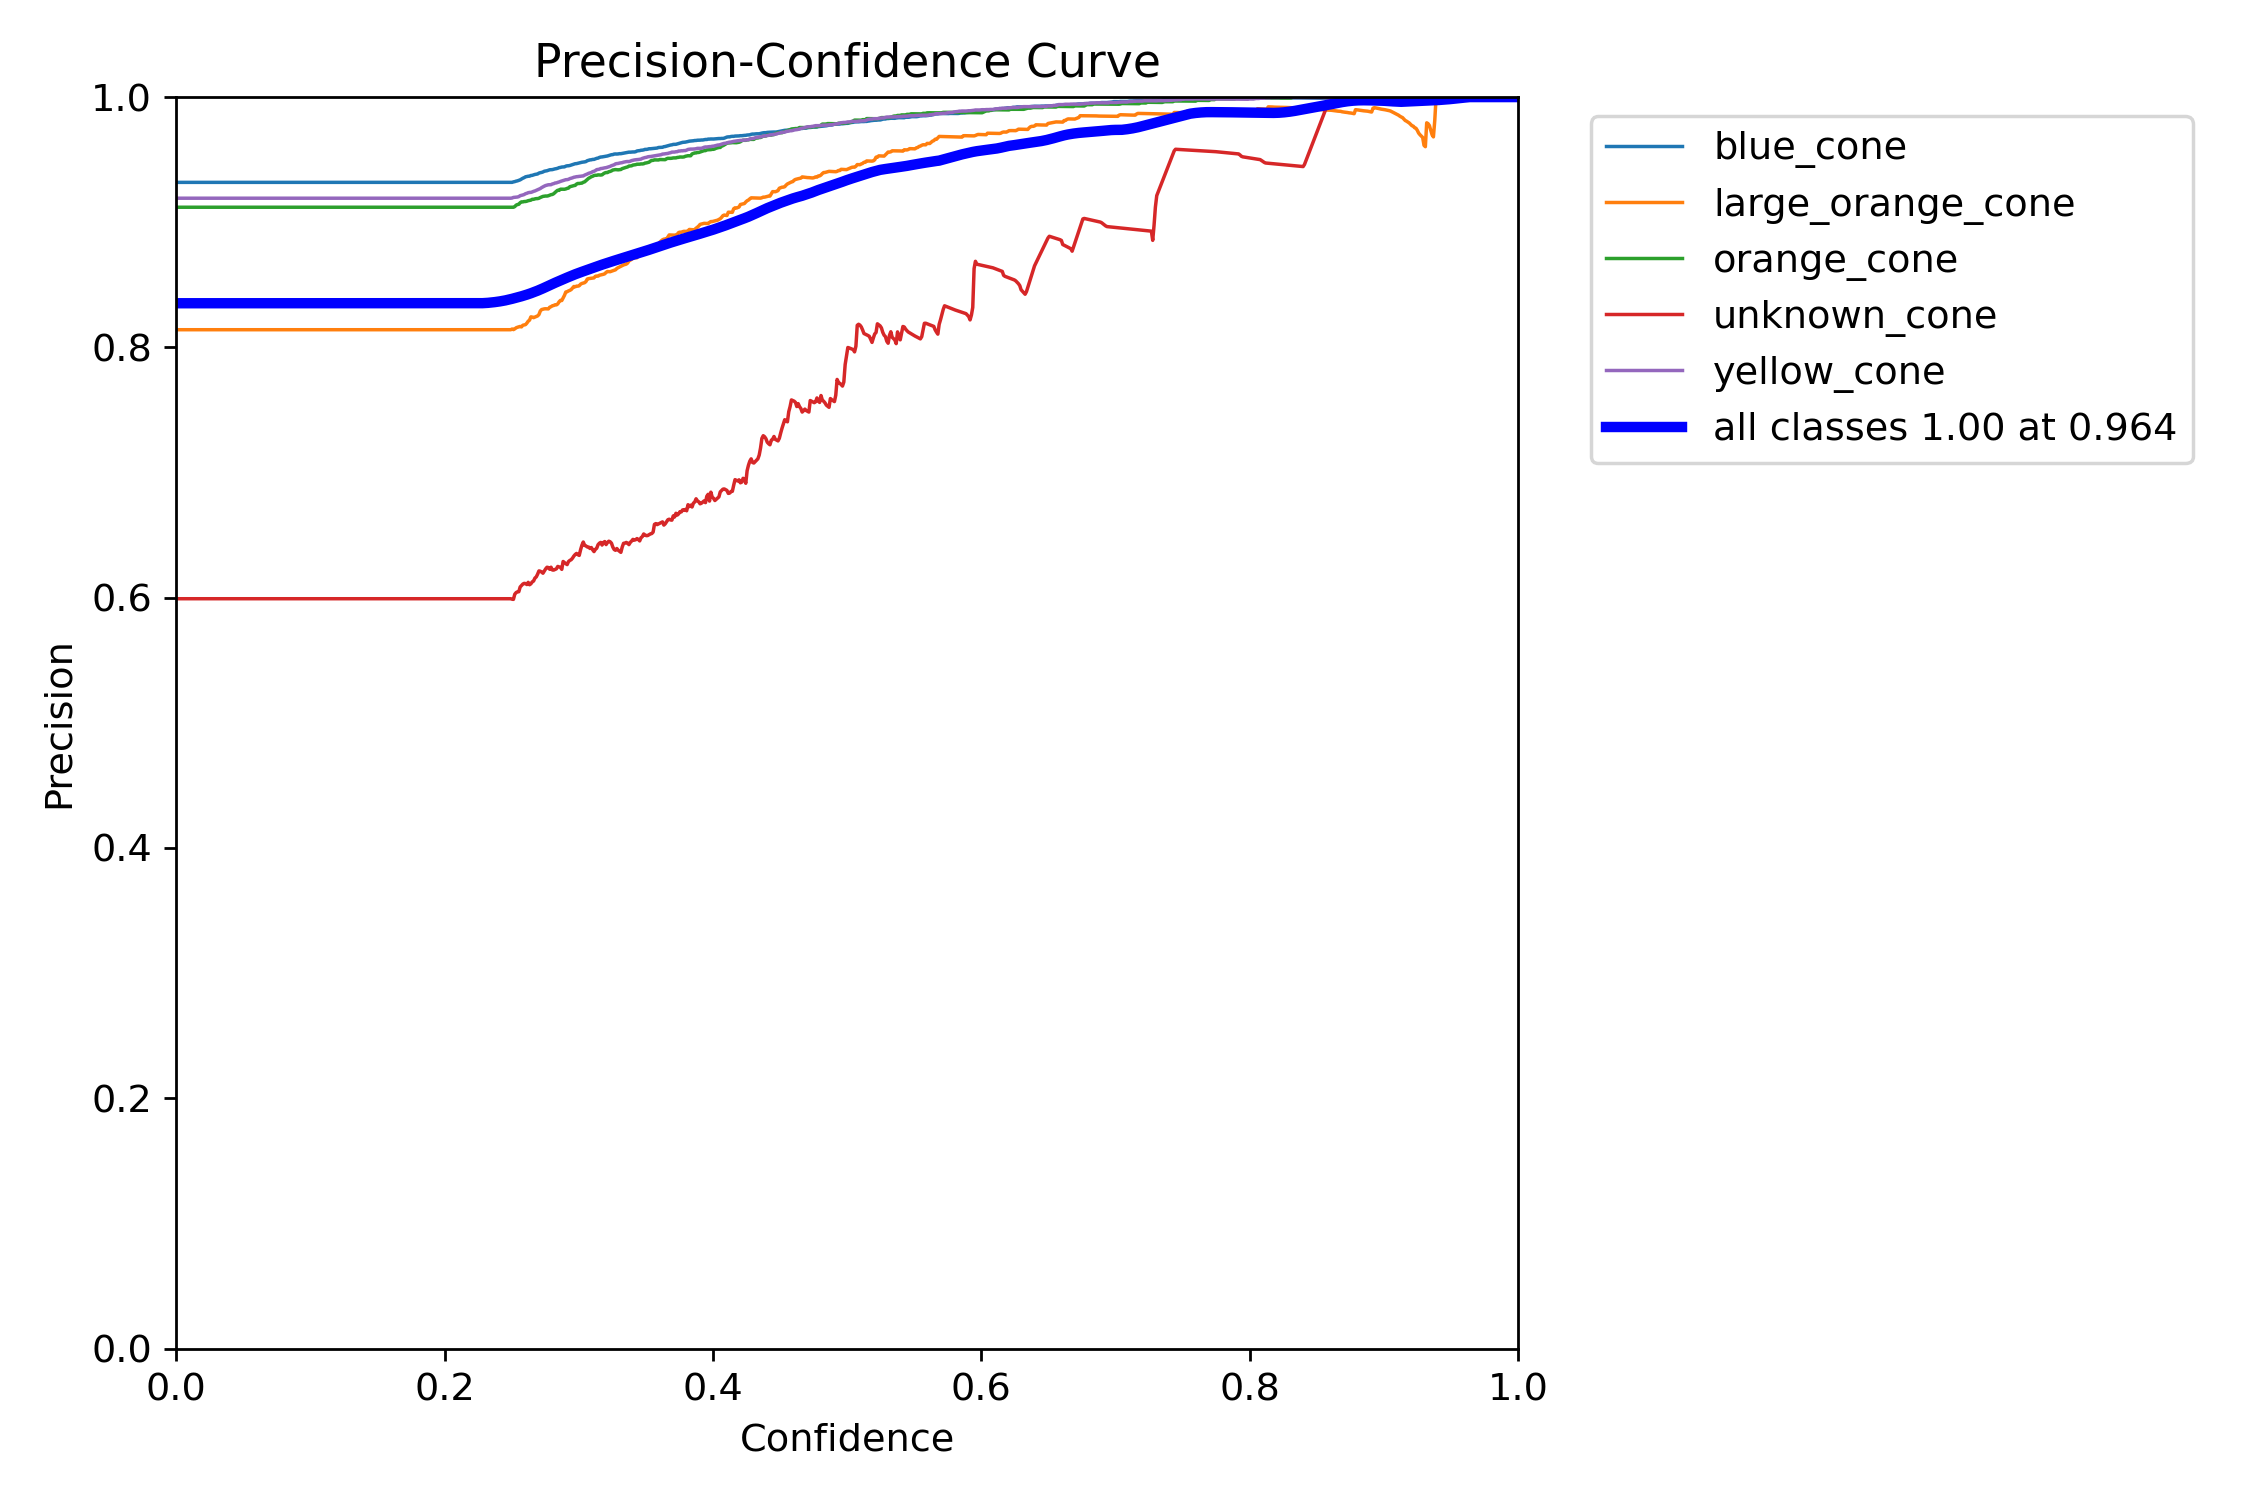 Precision-Confidence Curve
1.0
0.8
0.6
0.4
0.2
0.0
Precision
0.0 0.2 0.4 0.6 0.8 1.0
Confidence
blue_cone
large_orange_cone
orange_cone
unknown_cone
yellow_cone
all classes 1.00 at 0.964